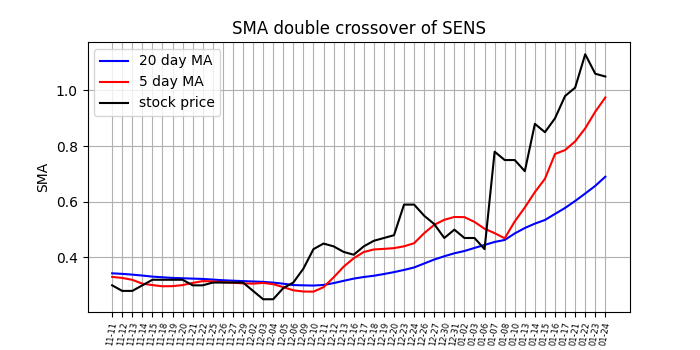 SMA double crossover of SENS
20 day MA
5 day MA
stock price
1.0
0.8
0.6
0.4
SMA
11-11 11-12 11-13 11-14 11-15 11-18 11-19 11-20 11-21 11-22 11-25 11-26 11-27 11-29 12-02 12-03 12-04 12-05 12-06 12-09 12-10 12-11 12-12 12-13 12-16 12-17 12-18 12-19 12-20 12-23 12-24 12-26 12-27 12-30 12-31 01-02 01-03 01-06 01-07 01-08 01-10 01-13 01-14 01-15 01-16 01-17 01-21 01-22 01-23 01-24